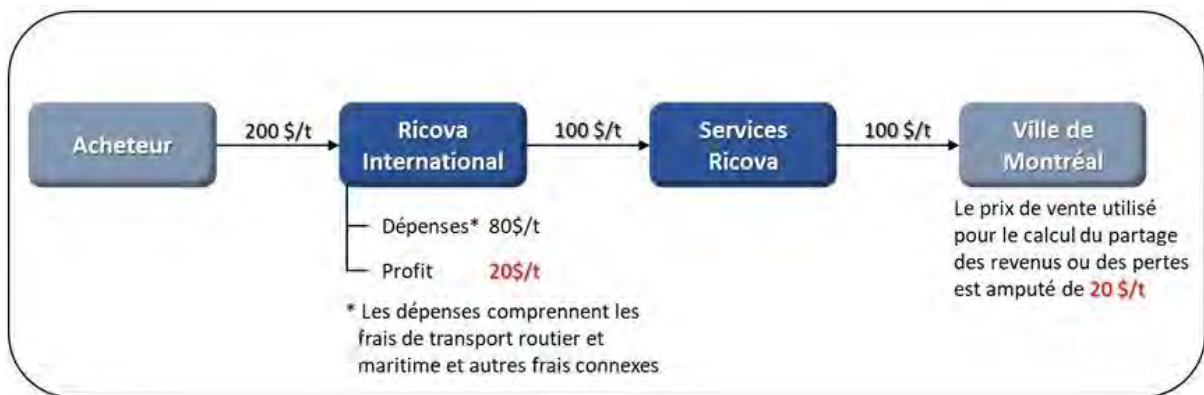 Acheteur
200 $/t
Ricova
International
100 $/t
Services
Ricova
100 $/t
Ville de
Montréal
Dépenses* 80$/t
Profit 20$/t
* Les dépenses comprennent les
frais de transport routier et
maritime et autres frais connexes
Le prix de vente utilisé
pour le calcul du partage
des revenus ou des pertes
est amputé de 20 $/t